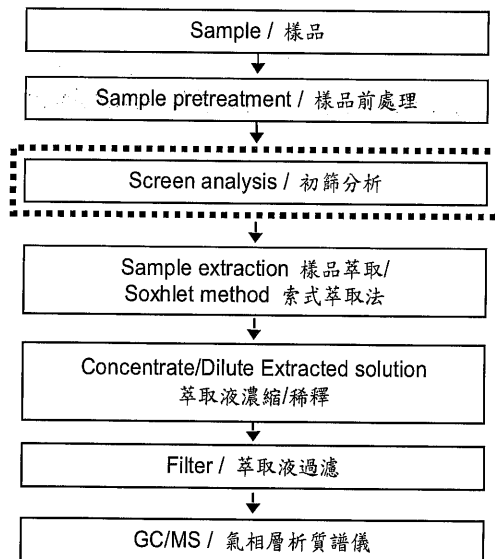 Sample / 樣品
Sample pretreatment / 樣品前處理
Screen analysis / 初篩分析
Sample extraction 樣品萃取/
Soxhlet method 索式萃取法
Concentrate/Dilute Extracted solution
萃取液濃縮/稀釋
Filter / 萃取液過濾
GC/MS / 氣相層析質譜儀